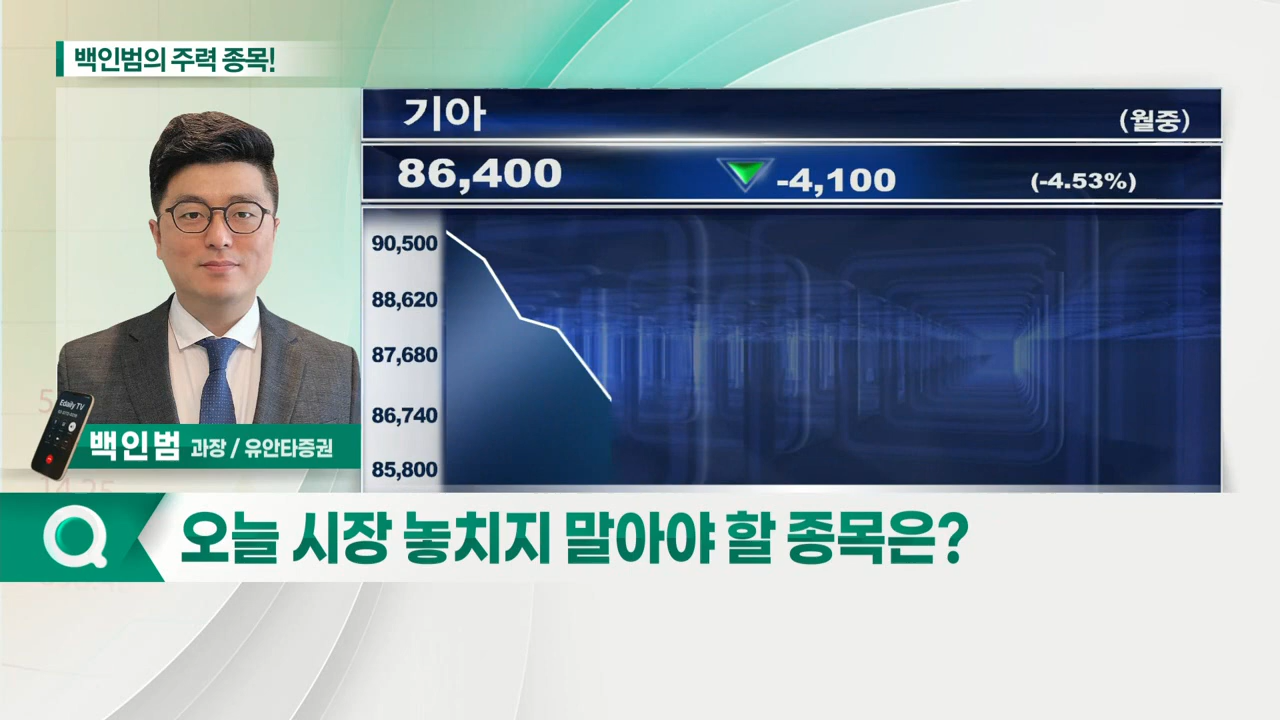 백인범의 주력 종목!
기아
(월중)
86,400
-4,100
(-4.53%)
90,500
88,620
87,680
86,740
85,800
Edaily TV
백인범 과장 / 유안타증권
오늘 시장 놓치지 말아야 할 종목은?